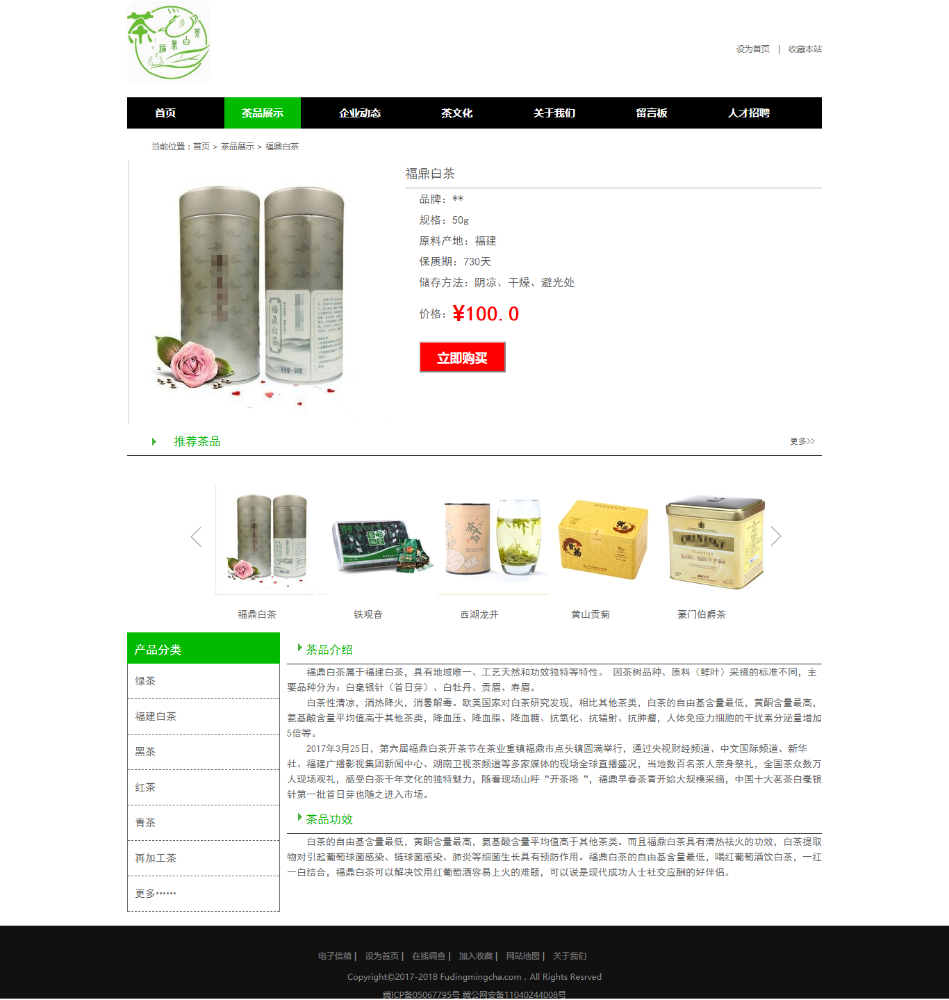 茶
福鼎白茶
设为首页 | 收藏本站
首页 茶品展示 企业动态 茶文化 关于我们 留言板 人才招聘
当前位置：首页 > 茶品展示 > 福鼎白茶
福鼎白茶
品牌：**
规格：50g
原料产地：福建
保质期：730天
储存方法：阴凉、干燥、避光处
价格：¥100.0
立即购买
福鼎白茶
净含量：50克
推荐茶品 更多>>
CLASSICS
福鼎白茶 铁观音 西湖龙井 黄山贡菊 豪门伯爵茶
产品分类
绿茶
福建白茶
黑茶
红茶
青茶
再加工茶
更多……
茶品介绍
福鼎白茶属于福建白茶，具有地域唯一、工艺天然和功效独特等特性。 因茶树品种、原料（鲜叶）采摘的标准不同，主
要品种分为：白毫银针（首日芽）、白牡丹、贡眉、寿眉。
白茶性清凉，消热降火，消暑解毒。欧美国家对白茶研究发现，相比其他茶类，白茶的自由基含量最低，黄酮含量最高，
氨基酸含量平均值高于其他茶类，降血压、降血脂、降血糖、抗氧化、抗辐射、抗肿瘤，人体免疫力细胞的干扰素分泌量增加
5倍等。
2017年3月25日，第六届福鼎白茶开茶节在茶业重镇福鼎市点头镇圆满举行，通过央视财经频道、中文国际频道、新华
社、福建广播影视集团新闻中心、湖南卫视茶频道等多家媒体的现场全球直播盛况，当地数百名茶人亲身祭礼，全国茶众数万
人现场观礼，感受白茶千年文化的独特魅力，随着现场山呼“开茶咯“，福鼎早春茶青开始大规模采摘，中国十大茗茶白毫银
针第一批首日芽也随之进入市场。
茶品功效
白茶的自由基含量最低，黄酮含量最高，氨基酸含量平均值高于其他茶类。而且福鼎白茶具有清热祛火的功效，白茶提取
物对引起葡萄球菌感染、链球菌感染、肺炎等细菌生长具有预防作用。福鼎白茶的自由基含量最低，喝红葡萄酒饮白茶，一红
一白结合，福鼎白茶可以解决饮用红葡萄酒容易上火的难题，可以说是现代成功人士社交应酬的好伴侣。
电子信箱 | 设为首页 | 在线调查 | 加入收藏 | 网站地图 | 关于我们
Copyright©2017-2018 Fudingmingcha.com，All Rights Resrved
冀ICP备05067795号 冀公网安备11040244008号